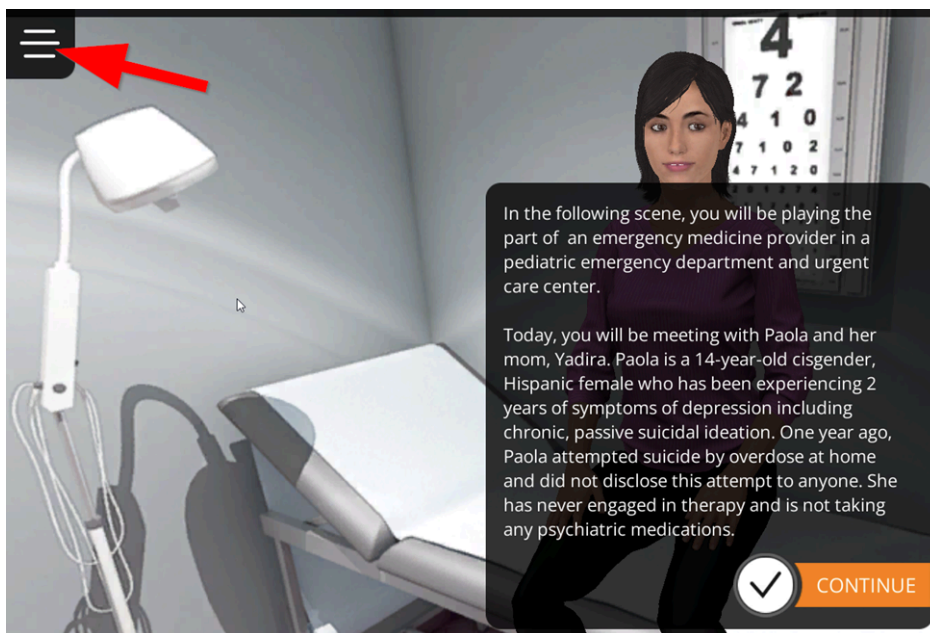 4
7 2
4 1 0
7 1 0 2
4 7 1 2 0
In the following scene, you will be playing the
part of  an emergency medicine provider in a
pediatric emergency department and urgent
care center.
Today, you will be meeting with Paola and her
mom, Yadira. Paola is a 14-year-old cisgender,
Hispanic female who has been experiencing 2
years of symptoms of depression including
chronic, passive suicidal ideation. One year ago,
Paola attempted suicide by overdose at home
and did not disclose this attempt to anyone. She
has never engaged in therapy and is not taking
any psychiatric medications.
CONTINUE